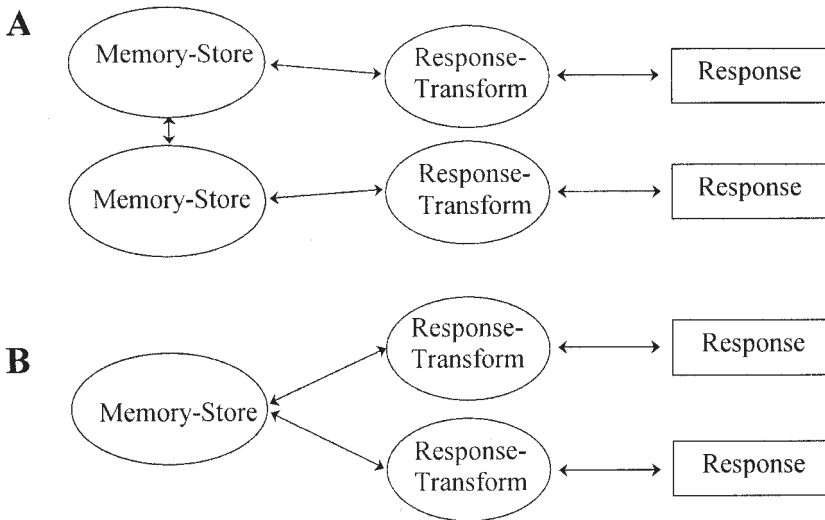 A
Memory-Store
Response-
Transform
Response
Memory-Store
Response-
Transform
Response
B
Memory-Store
Response-
Transform
Response
Response-
Transform
Response